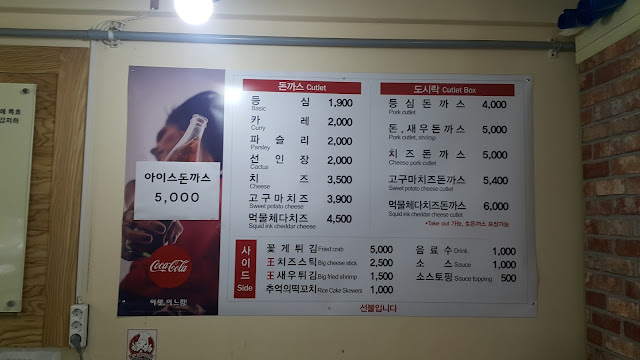 아이스돈까스
5,000
Coca-Cola
돈까스 Cutlet
등심 1,900
Basic
카레 2,000
Curry
파슬리 2,000
Parsley
선인장 2,000
Cactus
치즈 3,500
Cheese
고구마치즈 3,900
Sweet potato cheese
먹물체다치즈 4,500
Squid ink cheddar cheese
도시락 Cutlet Box
등심돈까스 4,000
Pork cutlet
돈,새우돈까스 5,000
Pork cutlet, shrimp
치즈돈까스 5,000
Cheese pork cutlet
고구마치즈돈까스 5,400
Sweet potato cheese cutlet
먹물체다치즈돈까스 6,000
Squid ink cheddar cheese cutlet
사이드 Side
꽃게튀김 Fried crab 5,000
王치즈스틱 Big cheese stick 2,500
王새우튀김 Big fried shrimp 1,500
추억의떡꼬치 Rice Cake Skewers 1,000
음료수 Drink 1,000
소스 Sauce 1,000
소스토핑 Sauce topping 500
선불입니다